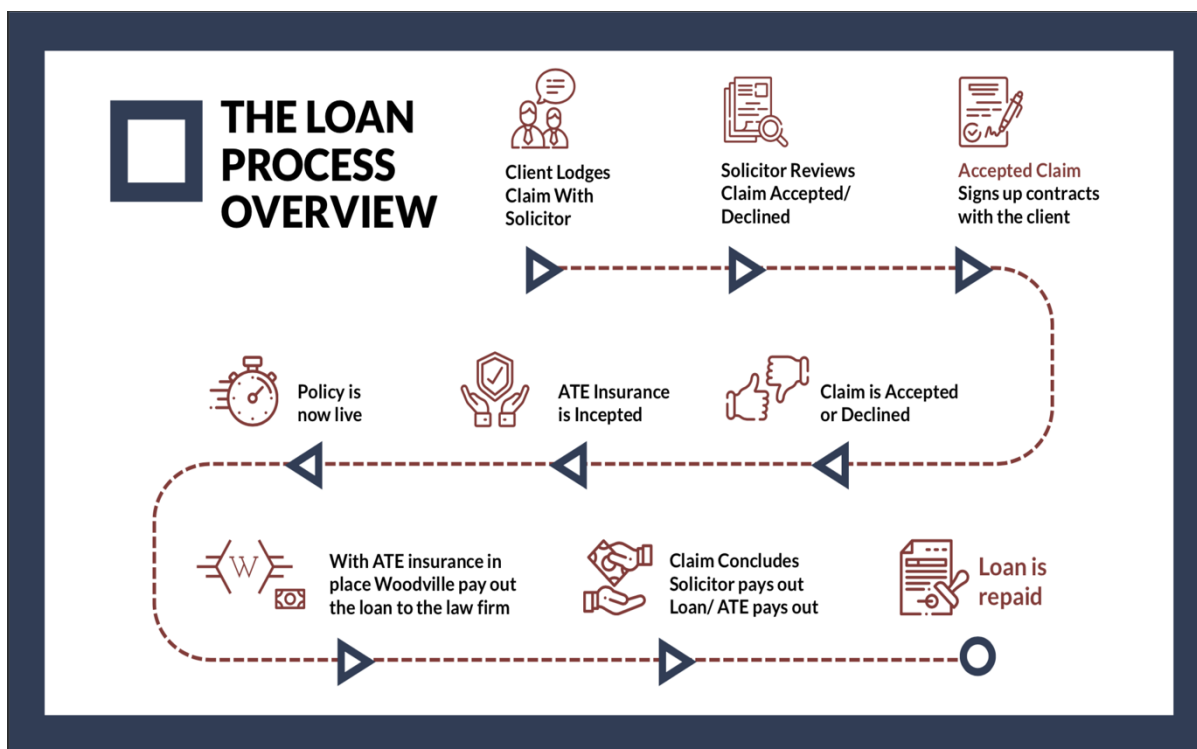 THE LOAN
PROCESS
OVERVIEW
Client Lodges
Claim With
Solicitor
Solicitor Reviews
Claim Accepted/
Declined
Accepted Claim
Signs up contracts
with the client
Claim is Accepted
or Declined
ATE Insurance
is Incepted
Policy is
now live
W
With ATE insurance in
place Woodville pay out
the loan to the law firm
Claim Concludes
Solicitor pays out
Loan/ ATE pays out
Loan is
repaid